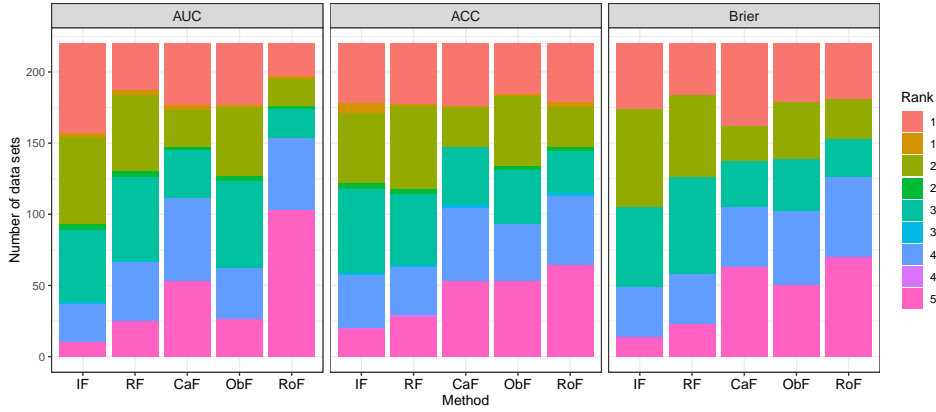 AUC ACC Brier
Number of data sets
200
150
100
50
0
IF RF CaF ObF RoF IF RF CaF ObF RoF IF RF CaF ObF RoF
Method
Rank
1
1
2
2
3
3
4
4
5